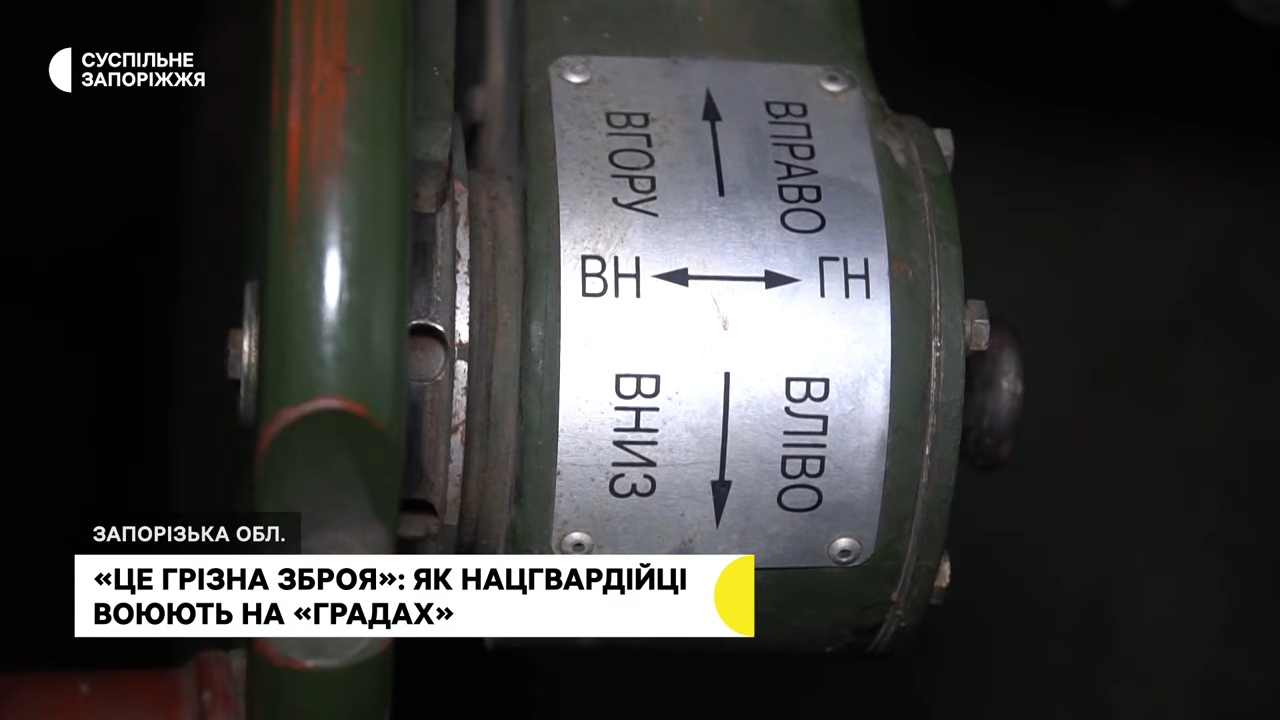 СУСПІЛЬНЕ
ЗАПОРІЖЖЯ
ВГОРУ
ВПРАВО
ВН
ГН
ВНИЗ
ВЛІВО
ЗАПОРІЗЬКА ОБЛ.
«ЦЕ ГРІЗНА ЗБРОЯ»: ЯК НАЦГВАРДІЙЦІ
ВОЮЮТЬ НА «ГРАДАХ»